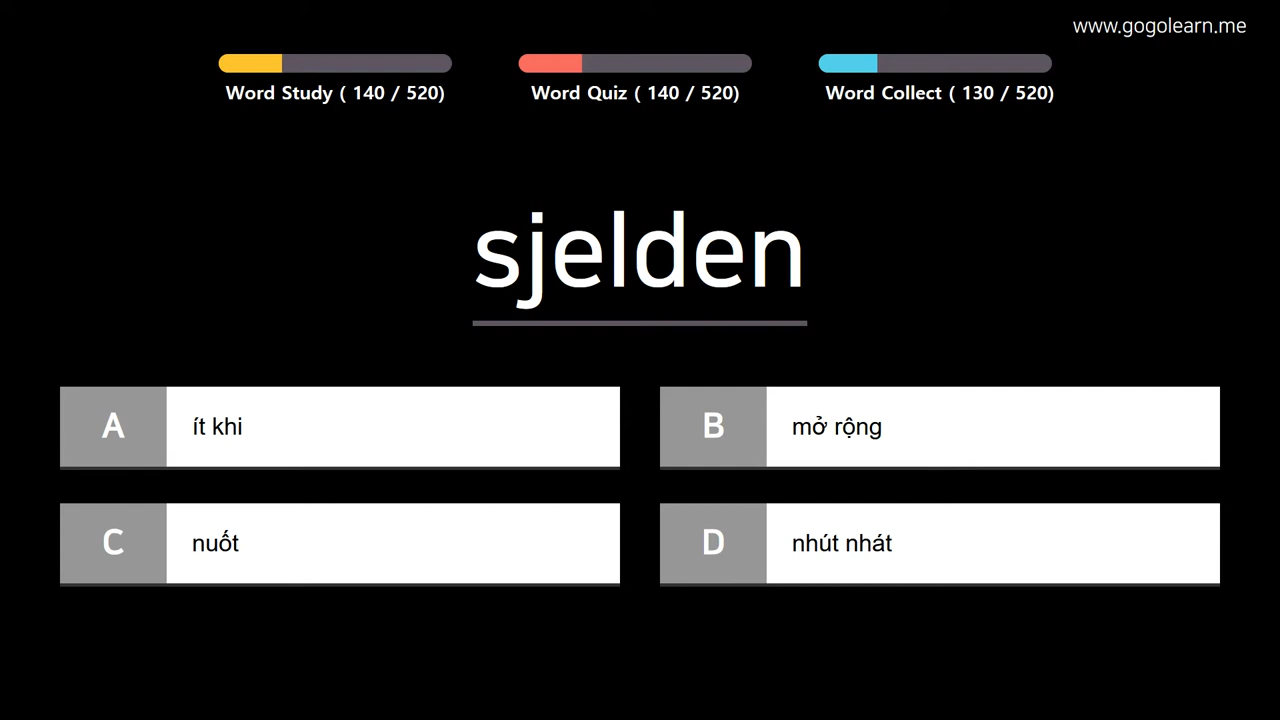 www.gogolearn.me
Word Study ( 140 / 520)
Word Quiz ( 140 / 520)
Word Collect ( 130 / 520)
sjelden
A
ít khi
B
mở rộng
C
nuốt
D
nhút nhát